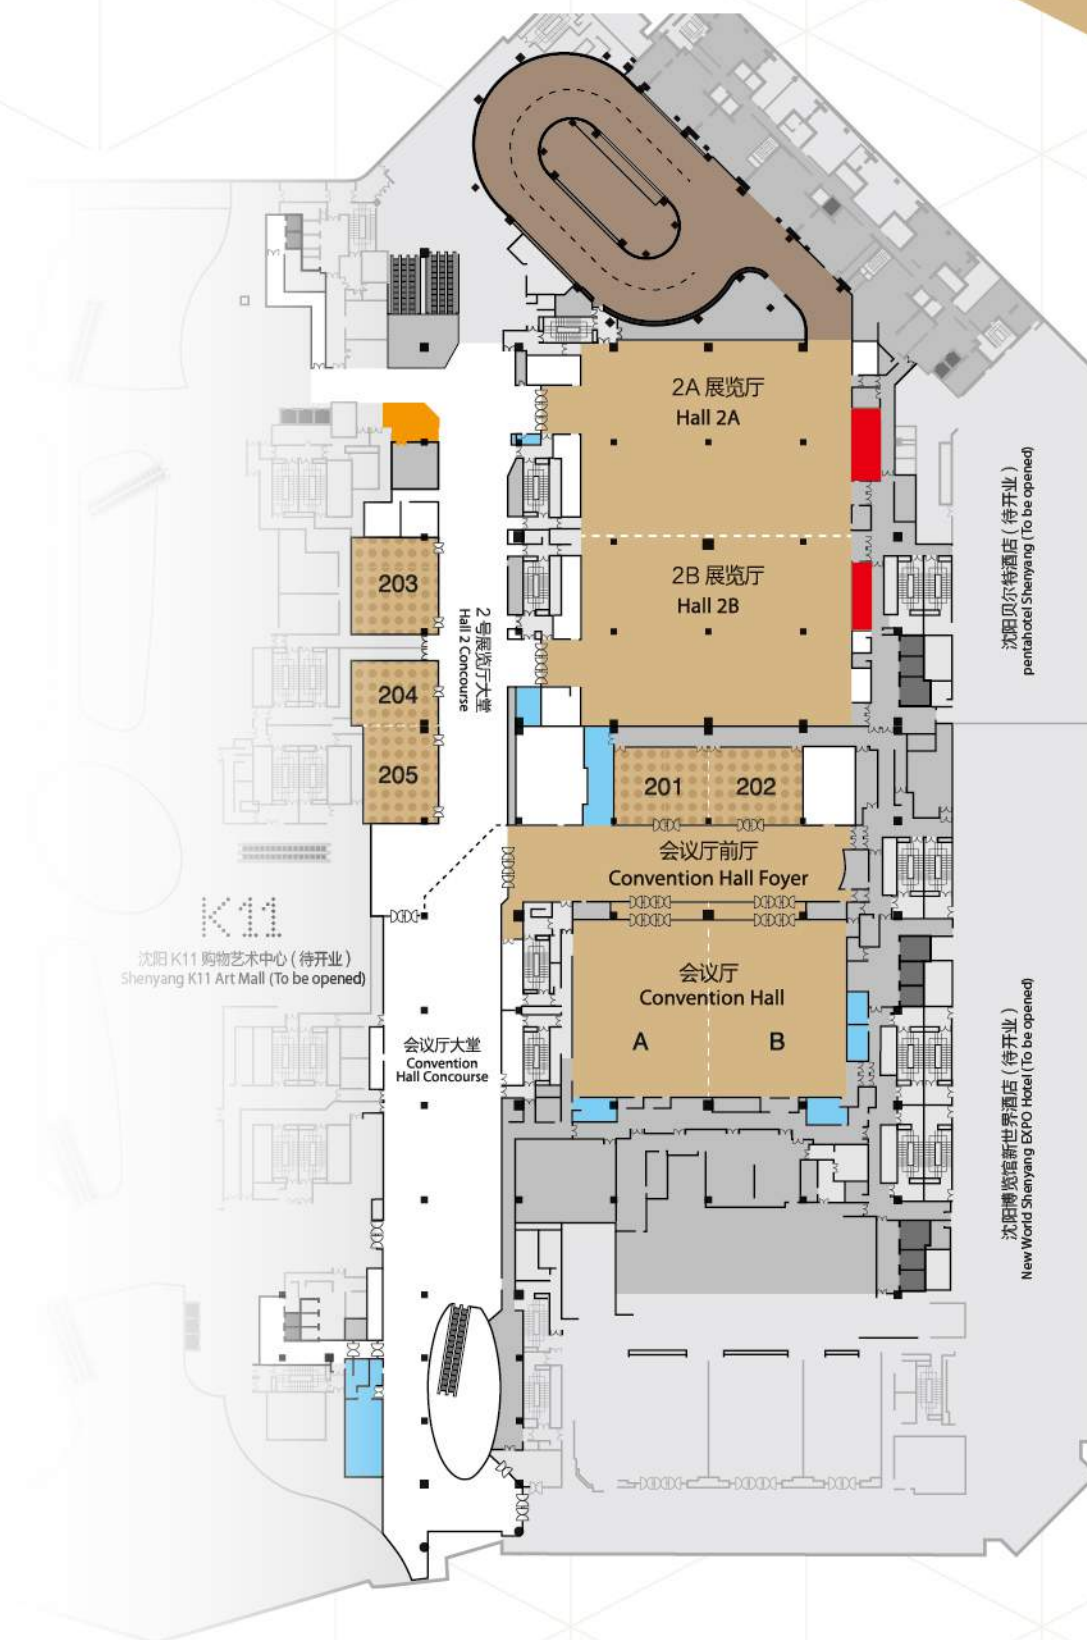 2A 展览厅
Hall 2A
2B 展览厅
Hall 2B
203
204
205
2 号展览厅大堂
Hall 2 Concourse
201
202
会议厅前厅
Convention Hall Foyer
会议厅
Convention Hall
A
B
K11
沈阳 K11 购物艺术中心 ( 待开业 )
Shenyang K11 Art Mall (To be opened)
会议厅大堂
Convention
Hall Concourse
沈阳贝尔特酒店 ( 待开业 )
pentahotel Shenyang (To be opened)
沈阳博览馆新世界酒店 ( 待开业 )
New World Shenyang EXPO Hotel (To be opened)